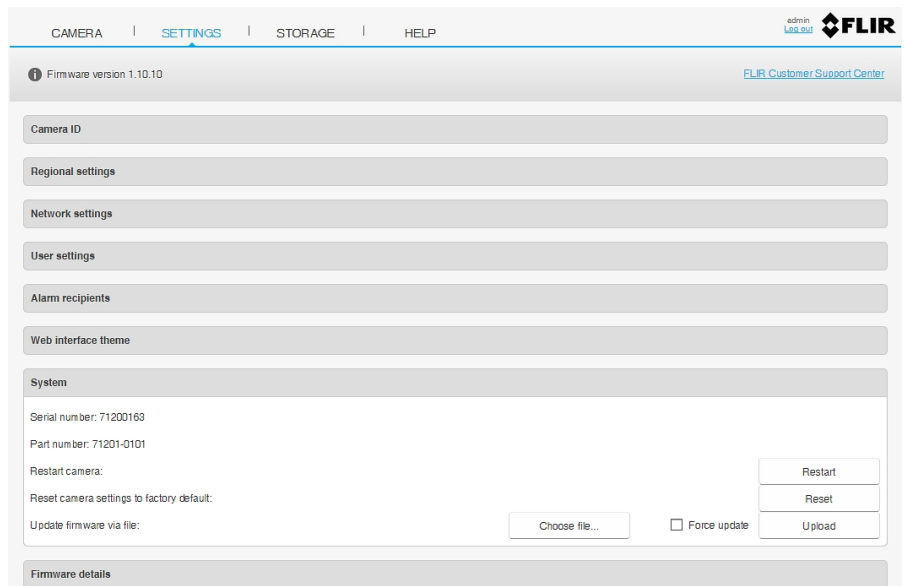 CAMERA | SETTINGS | STORAGE | HELP
admin
Log out
FLIR
Firmware version 1.10.10
FLIR Customer Support Center
Camera ID
Regional settings
Network settings
User settings
Alarm recipients
Web interface theme
System
Serial number: 71200163
Part number: 71201-0101
Restart camera: Restart
Reset camera settings to factory default: Reset
Update firmware via file: Choose file... Force update Upload
Firmware details